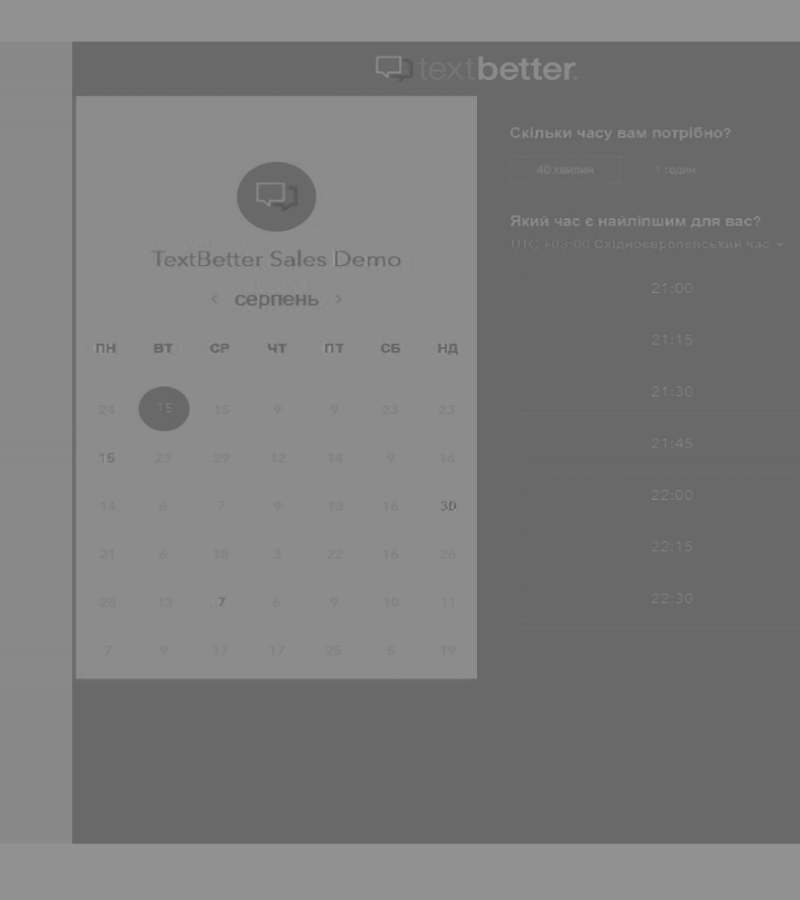 textbetter.
TextBetter Sales Demo
‹ серпень ›
ПН ВТ СР ЧТ ПТ СБ НД
24 15 15 9 9 23 23
15 23 29 12 14 9 16
14 6 7 9 13 16 30
21 6 18 3 22 16 26
28 13 7 6 9 10 11
7 9 17 17 25 5 19
Скільки часу вам потрібно?
40 хвилин 1 годин
Який час є найліпшим для вас?
UTC +03:00 Східноєвропейський час
21:00
21:15
21:30
21:45
22:00
22:15
22:30